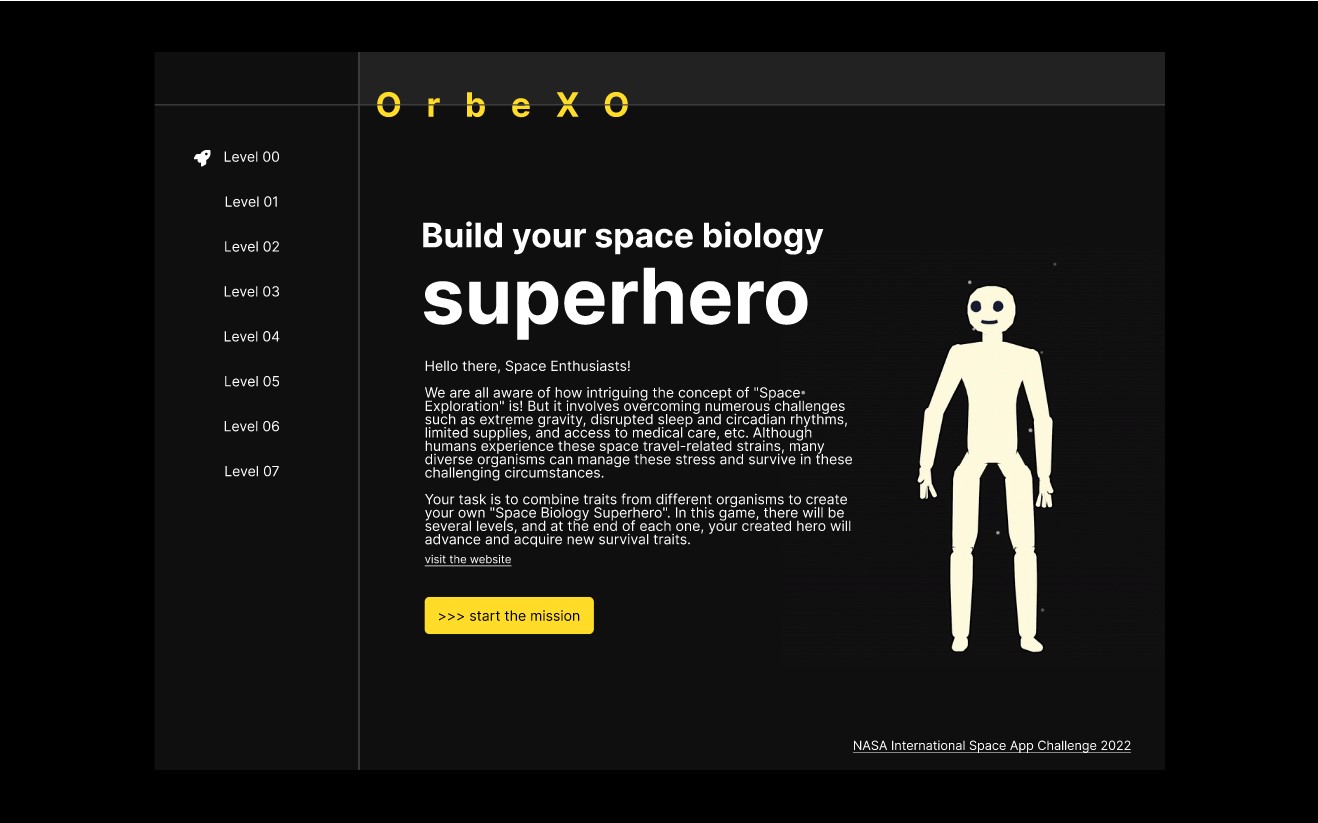 O r b e X O
Level 00
Level 01
Level 02
Level 03
Level 04
Level 05
Level 06
Level 07
Build your space biology
superhero
Hello there, Space Enthusiasts!
We are all aware of how intriguing the concept of "Space
Exploration" is! But it involves overcoming numerous challenges
such as extreme gravity, disrupted sleep and circadian rhythms,
limited supplies, and access to medical care, etc. Although
humans experience these space travel-related strains, many
diverse organisms can manage these stress and survive in these
challenging circumstances.
Your task is to combine traits from different organisms to create
your own "Space Biology Superhero". In this game, there will be
several levels, and at the end of each one, your created hero will
advance and acquire new survival traits.
visit the website
>>> start the mission
NASA International Space App Challenge 2022